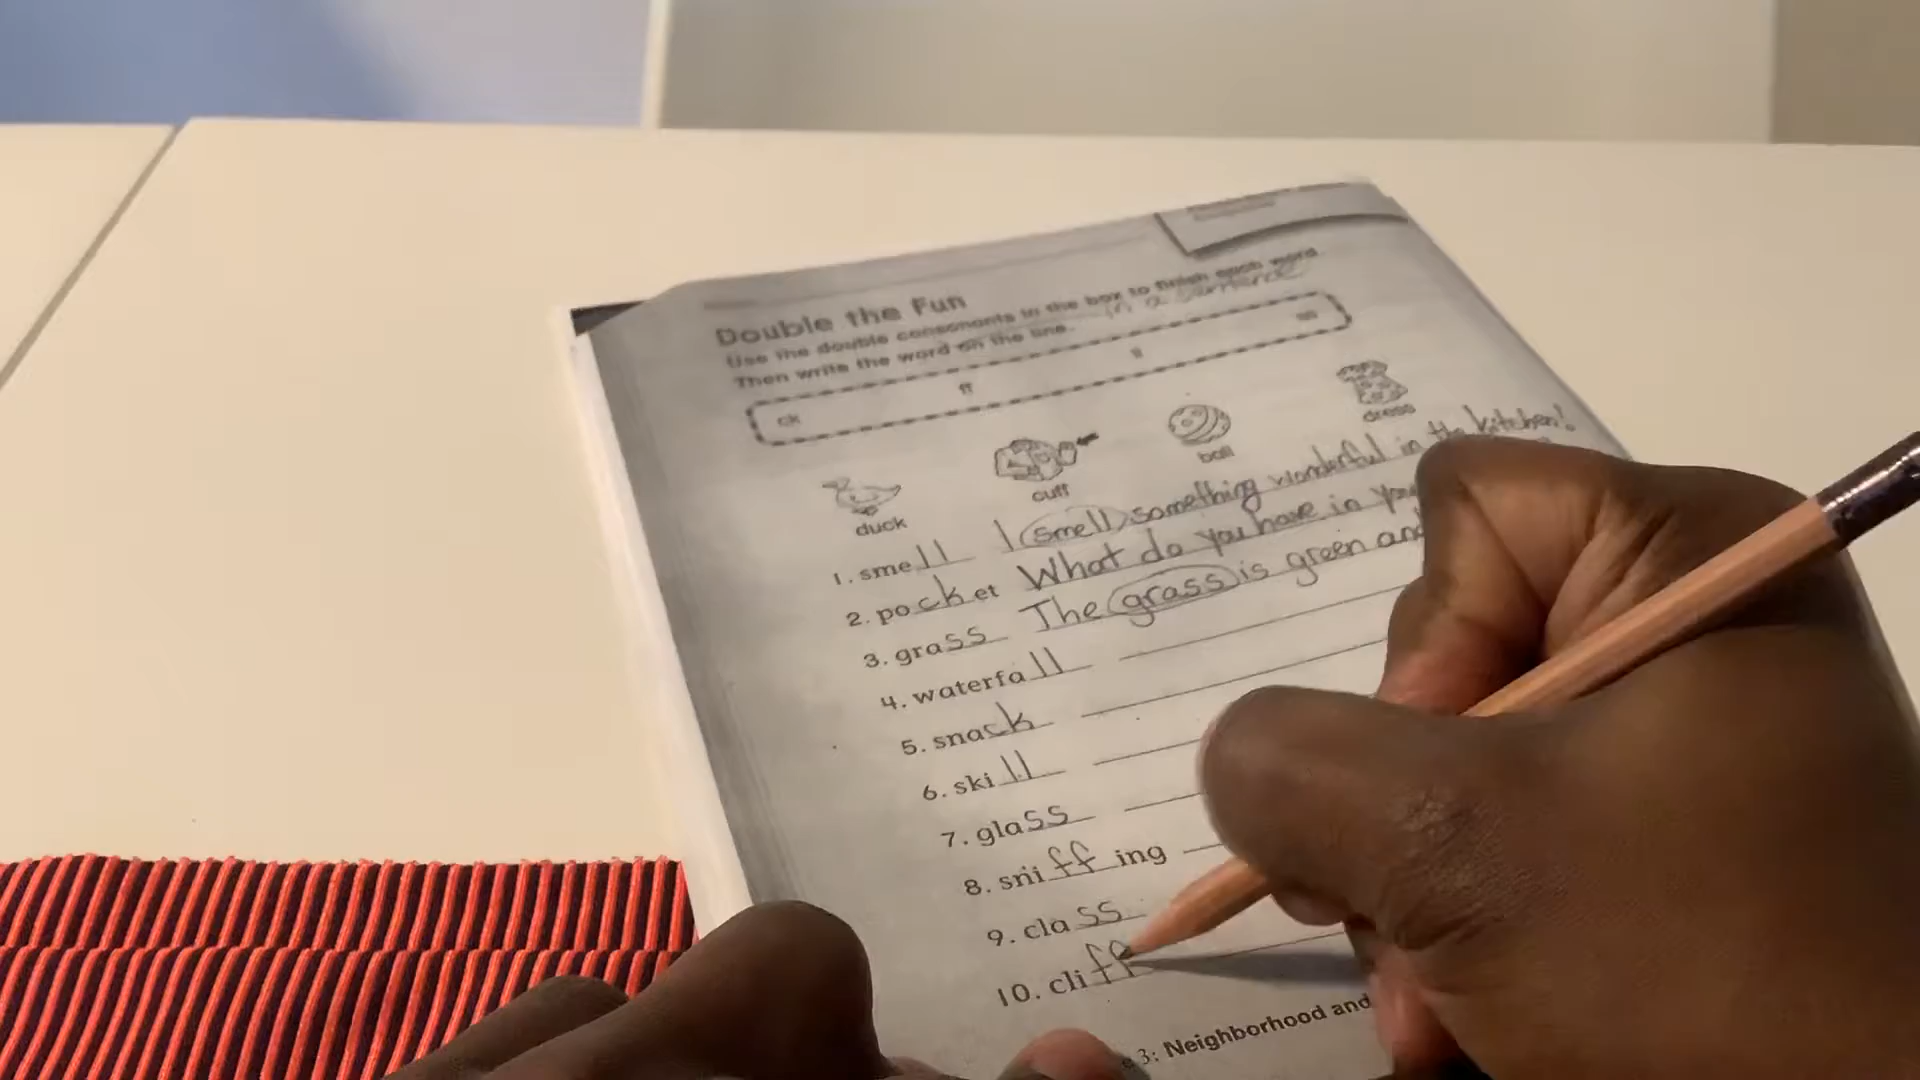 Double the Fun
Use the double consonants in the box to finish each word.
Then write the word on the line. in a sentence
ck ff ll ss
duck cuff ball dress
1. smell I smell something wonderful in the kitchen!
2. pocket What do you have in your
3. grass The grass is green and
4. waterfall
5. snack
6. skill
7. glass
8. sniffing
9. class
10. cliff
3: Neighborhood and